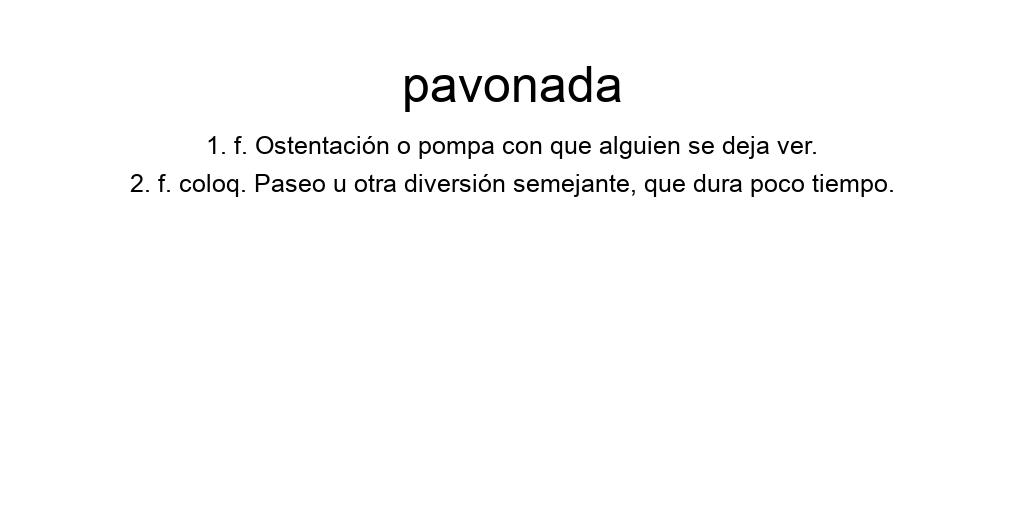 pavonada
1. f. Ostentación o pompa con que alguien se deja ver.
2. f. coloq. Paseo u otra diversión semejante, que dura poco tiempo.